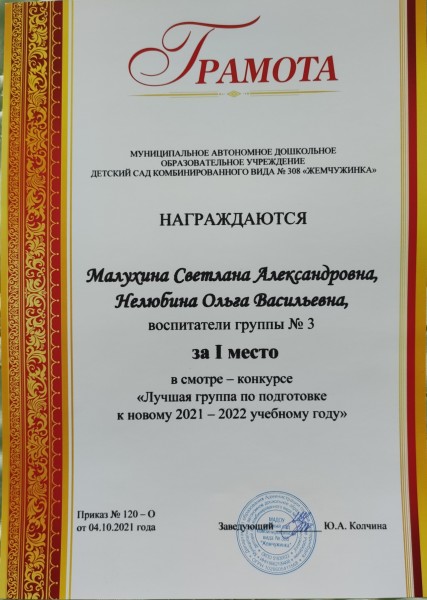 ГРАМОТА
МУНИЦИПАЛЬНОЕ АВТОНОМНОЕ ДОШКОЛЬНОЕ
ОБРАЗОВАТЕЛЬНОЕ УЧРЕЖДЕНИЕ
ДЕТСКИЙ САД КОМБИНИРОВАННОГО ВИДА № 308 «ЖЕМЧУЖИНКА»
НАГРАЖДАЮТСЯ
Малухина Светлана Александровна,
Нелюбина Ольга Васильевна,
воспитатели группы № 3
за I место
в смотре – конкурсе
«Лучшая группа по подготовке
к новому 2021 – 2022 учебному году»
Приказ № 120 – О
от 04.10.2021 года
Заведующий Ю.А. Колчина